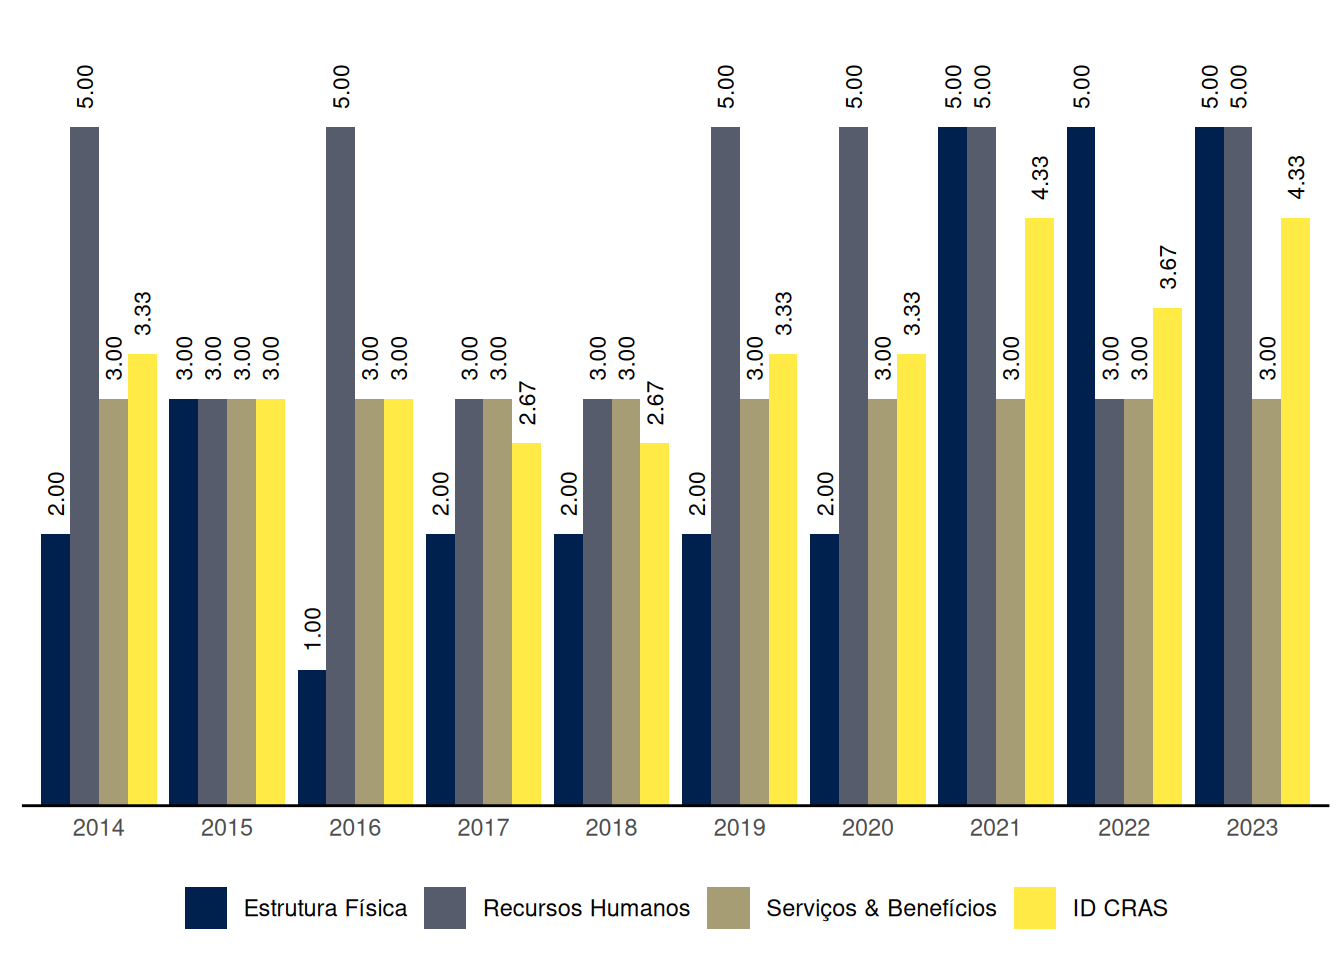 5.00 5.00 5.00 5.00 5.00 5.00 5.00 5.00 5.00
4.33 4.33
3.67
3.33 3.33 3.33
3.00 3.00 3.00 3.00 3.00 3.00 3.00 3.00 3.00 3.00 3.00 3.00 3.00 3.00 3.00 3.00 3.00
2.67 2.67
2.00 2.00 2.00 2.00 2.00
1.00
2014 2015 2016 2017 2018 2019 2020 2021 2022 2023
Estrutura Física Recursos Humanos Serviços & Benefícios ID CRAS